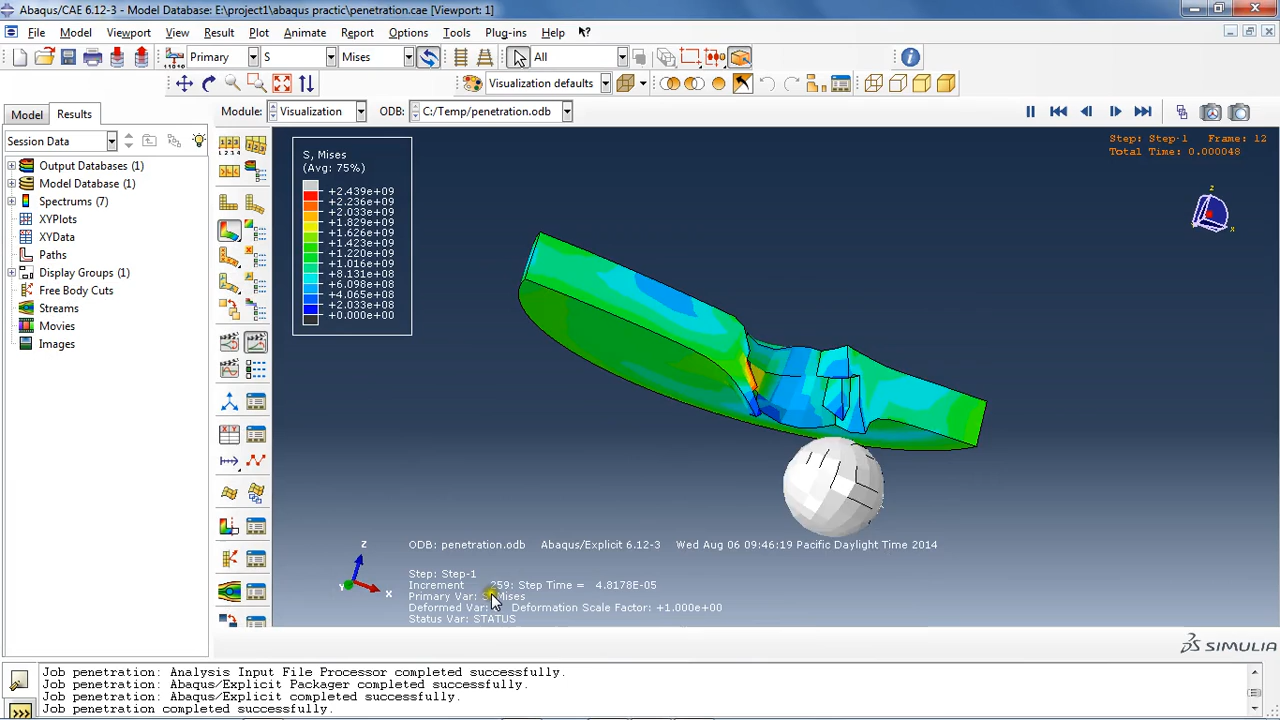 Abaqus/CAE 6.12-3 - Model Database: E:\project1\abaqus practic\penetration.cae [Viewport: 1]
File Model Viewport View Result Plot Animate Report Options Tools Plug-ins Help
Primary S Mises All
Visualization defaults
Model Results Module: Visualization ODB: C:/Temp/penetration.odb
Session Data
Output Databases (1)
Model Database (1)
Spectrums (7)
XYPlots
XYData
Paths
Display Groups (1)
Free Body Cuts
Streams
Movies
Images
S, Mises
(Avg: 75%)
+2.439e+09
+2.236e+09
+2.033e+09
+1.829e+09
+1.626e+09
+1.423e+09
+1.220e+09
+1.016e+09
+8.131e+08
+6.098e+08
+4.065e+08
+2.033e+08
+0.000e+00
Step: Step-1 Frame: 12
Total Time: 0.000048
Z
X
Z
X
ODB: penetration.odb Abaqus/Explicit 6.12-3 Wed Aug 06 09:46:19 Pacific Daylight Time 2014
Step: Step-1
Increment 259: Step Time = 4.8178E-05
Primary Var: S, Mises
Deformed Var: Deformation Scale Factor: +1.000e+00
Status Var: STATUS
SIMULIA
Job penetration: Analysis Input File Processor completed successfully.
Job penetration: Abaqus/Explicit Packager completed successfully.
Job penetration: Abaqus/Explicit completed successfully.
Job penetration completed successfully.